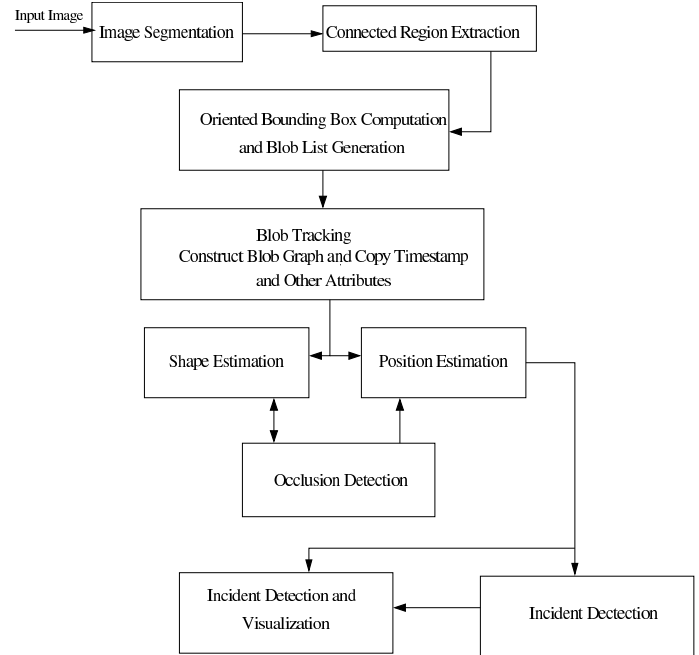 Input Image
Image Segmentation
Connected Region Extraction
Oriented Bounding Box Computation
and Blob List Generation
Blob Tracking
Construct Blob Graph and Copy Timestamp
and Other Attributes
Shape Estimation
Position Estimation
Occlusion Detection
Incident Detection and
Visualization
Incident Dectection